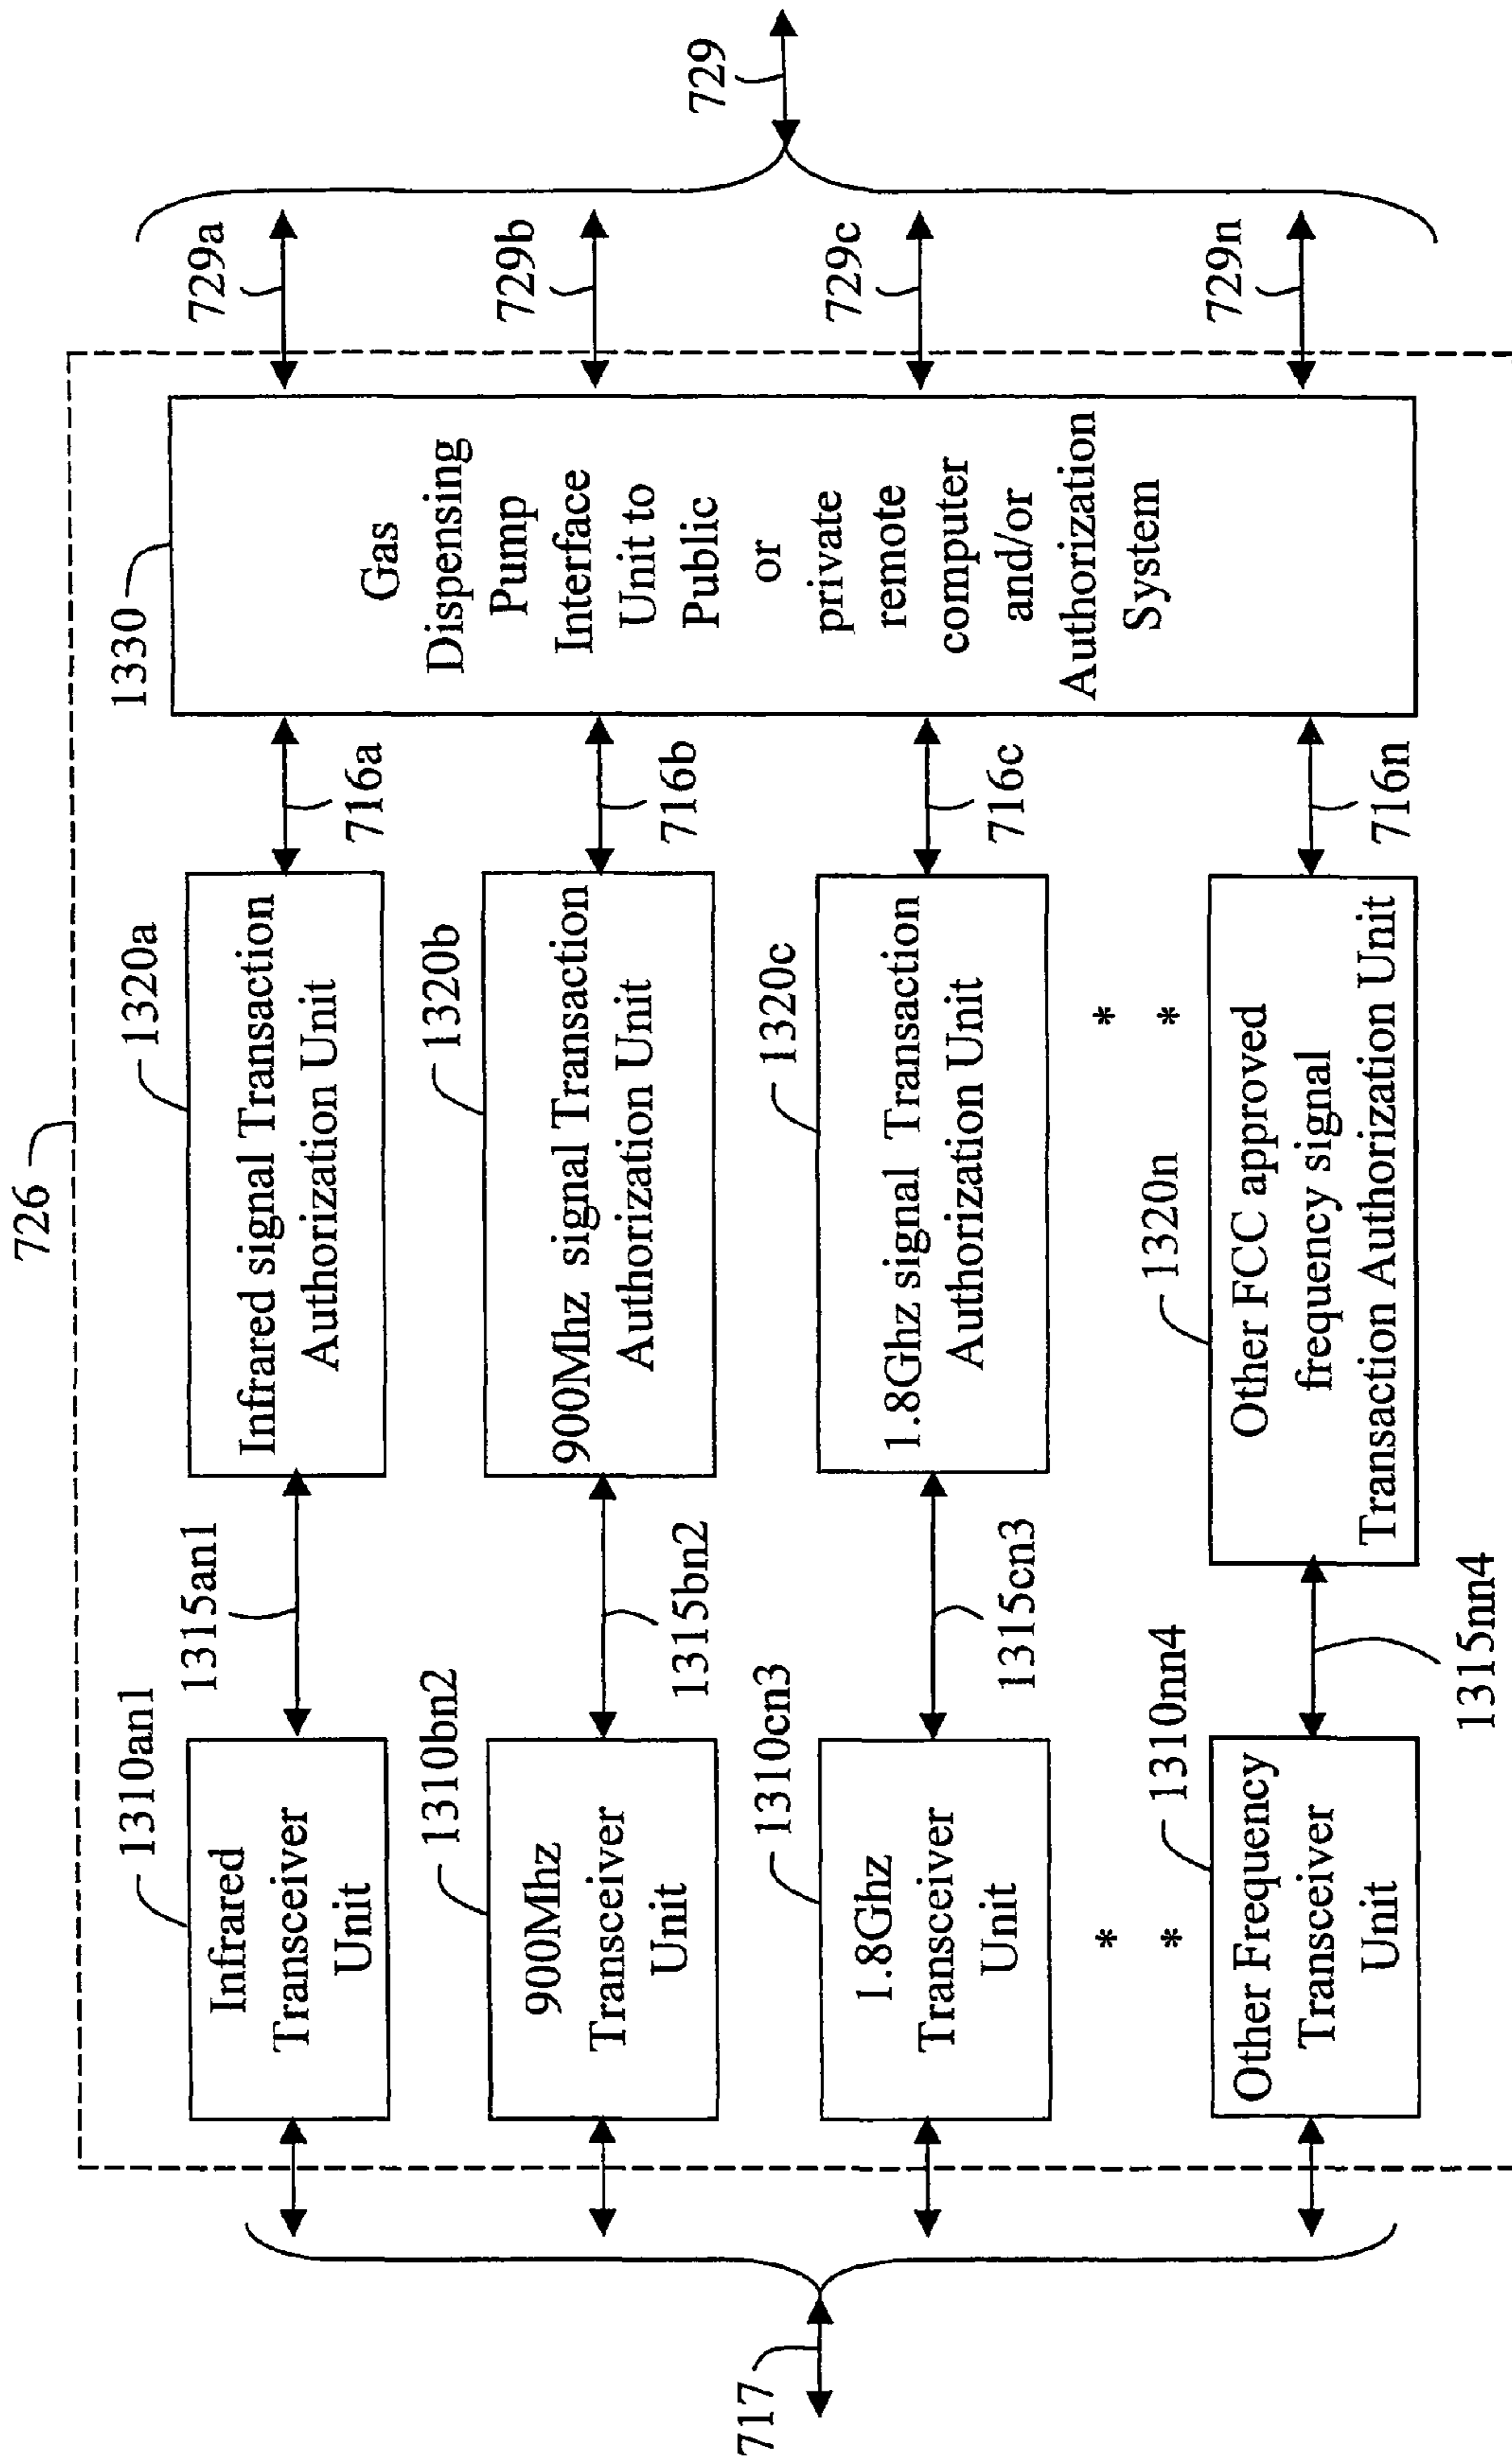 726
717
1310an1
Infrared
Transceiver
Unit
1315an1
1320a
Infrared signal Transaction
Authorization Unit
716a
1310bn2
900Mhz
Transceiver
Unit
1315bn2
1320b
900Mhz signal Transaction
Authorization Unit
716b
1310cn3
1.8Ghz
Transceiver
Unit
1315cn3
1320c
1.8Ghz signal Transaction
Authorization Unit
716c
* *
* *
1310nn4
Other Frequency
Transceiver
Unit
1315nn4
1320n
Other FCC approved
frequency signal
Transaction Authorization Unit
716n
1330
Gas
Dispensing
Pump
Interface
Unit to
Public
or
private
remote
computer
and/or
Authorization
System
729a
729b
729c
729n
729